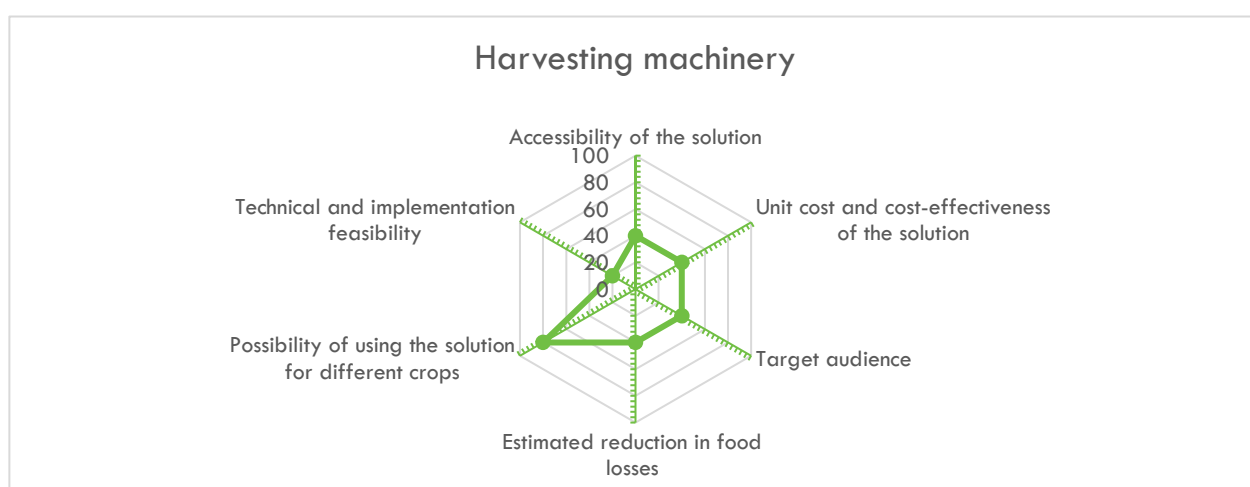 Harvesting machinery
Accessibility of the solution
100
80
60
40
20
0
Unit cost and cost-effectiveness
of the solution
Target audience
Estimated reduction in food
losses
Possibility of using the solution
for different crops
Technical and implementation
feasibility